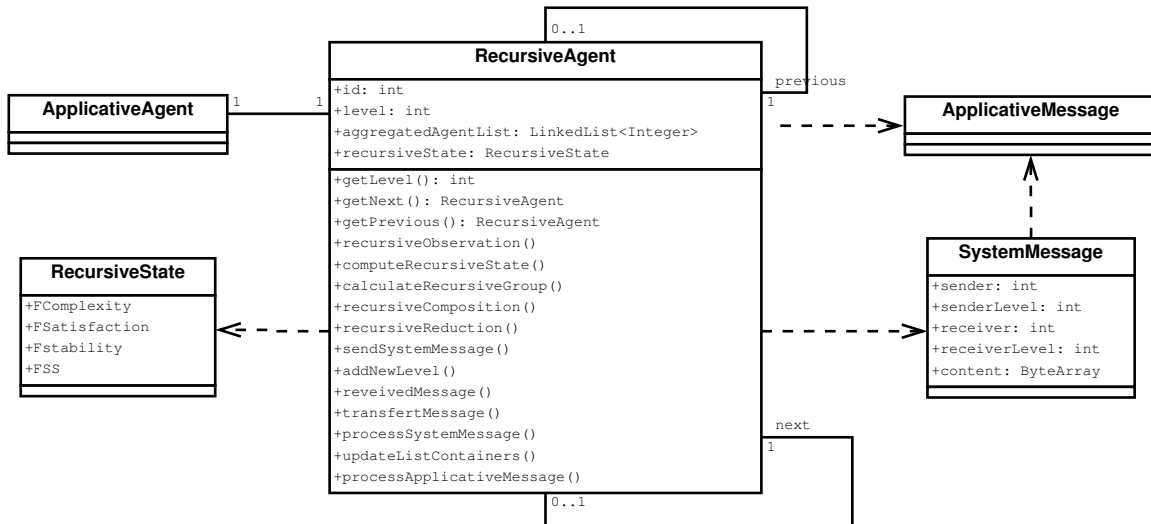 0..1
RecursiveAgent
+id: int
+level: int
+aggregatedAgentList: LinkedList<Integer>
+recursiveState: RecursiveState
+getLevel(): int
+getNext(): RecursiveAgent
+getPrevious(): RecursiveAgent
+recursiveObservation()
+computeRecursiveState()
+calculateRecursiveGroup()
+recursiveComposition()
+recursiveReduction()
+sendSystemMessage()
+addNewLevel()
+reveivedMessage()
+transfertMessage()
+processSystemMessage()
+updateListContainers()
+processApplicativeMessage()
0..1
previous
1
next
1
ApplicativeAgent
1
1
RecursiveState
+FComplexity
+FSatisfaction
+Fstability
+FSS
ApplicativeMessage
SystemMessage
+sender: int
+senderLevel: int
+receiver: int
+receiverLevel: int
+content: ByteArray